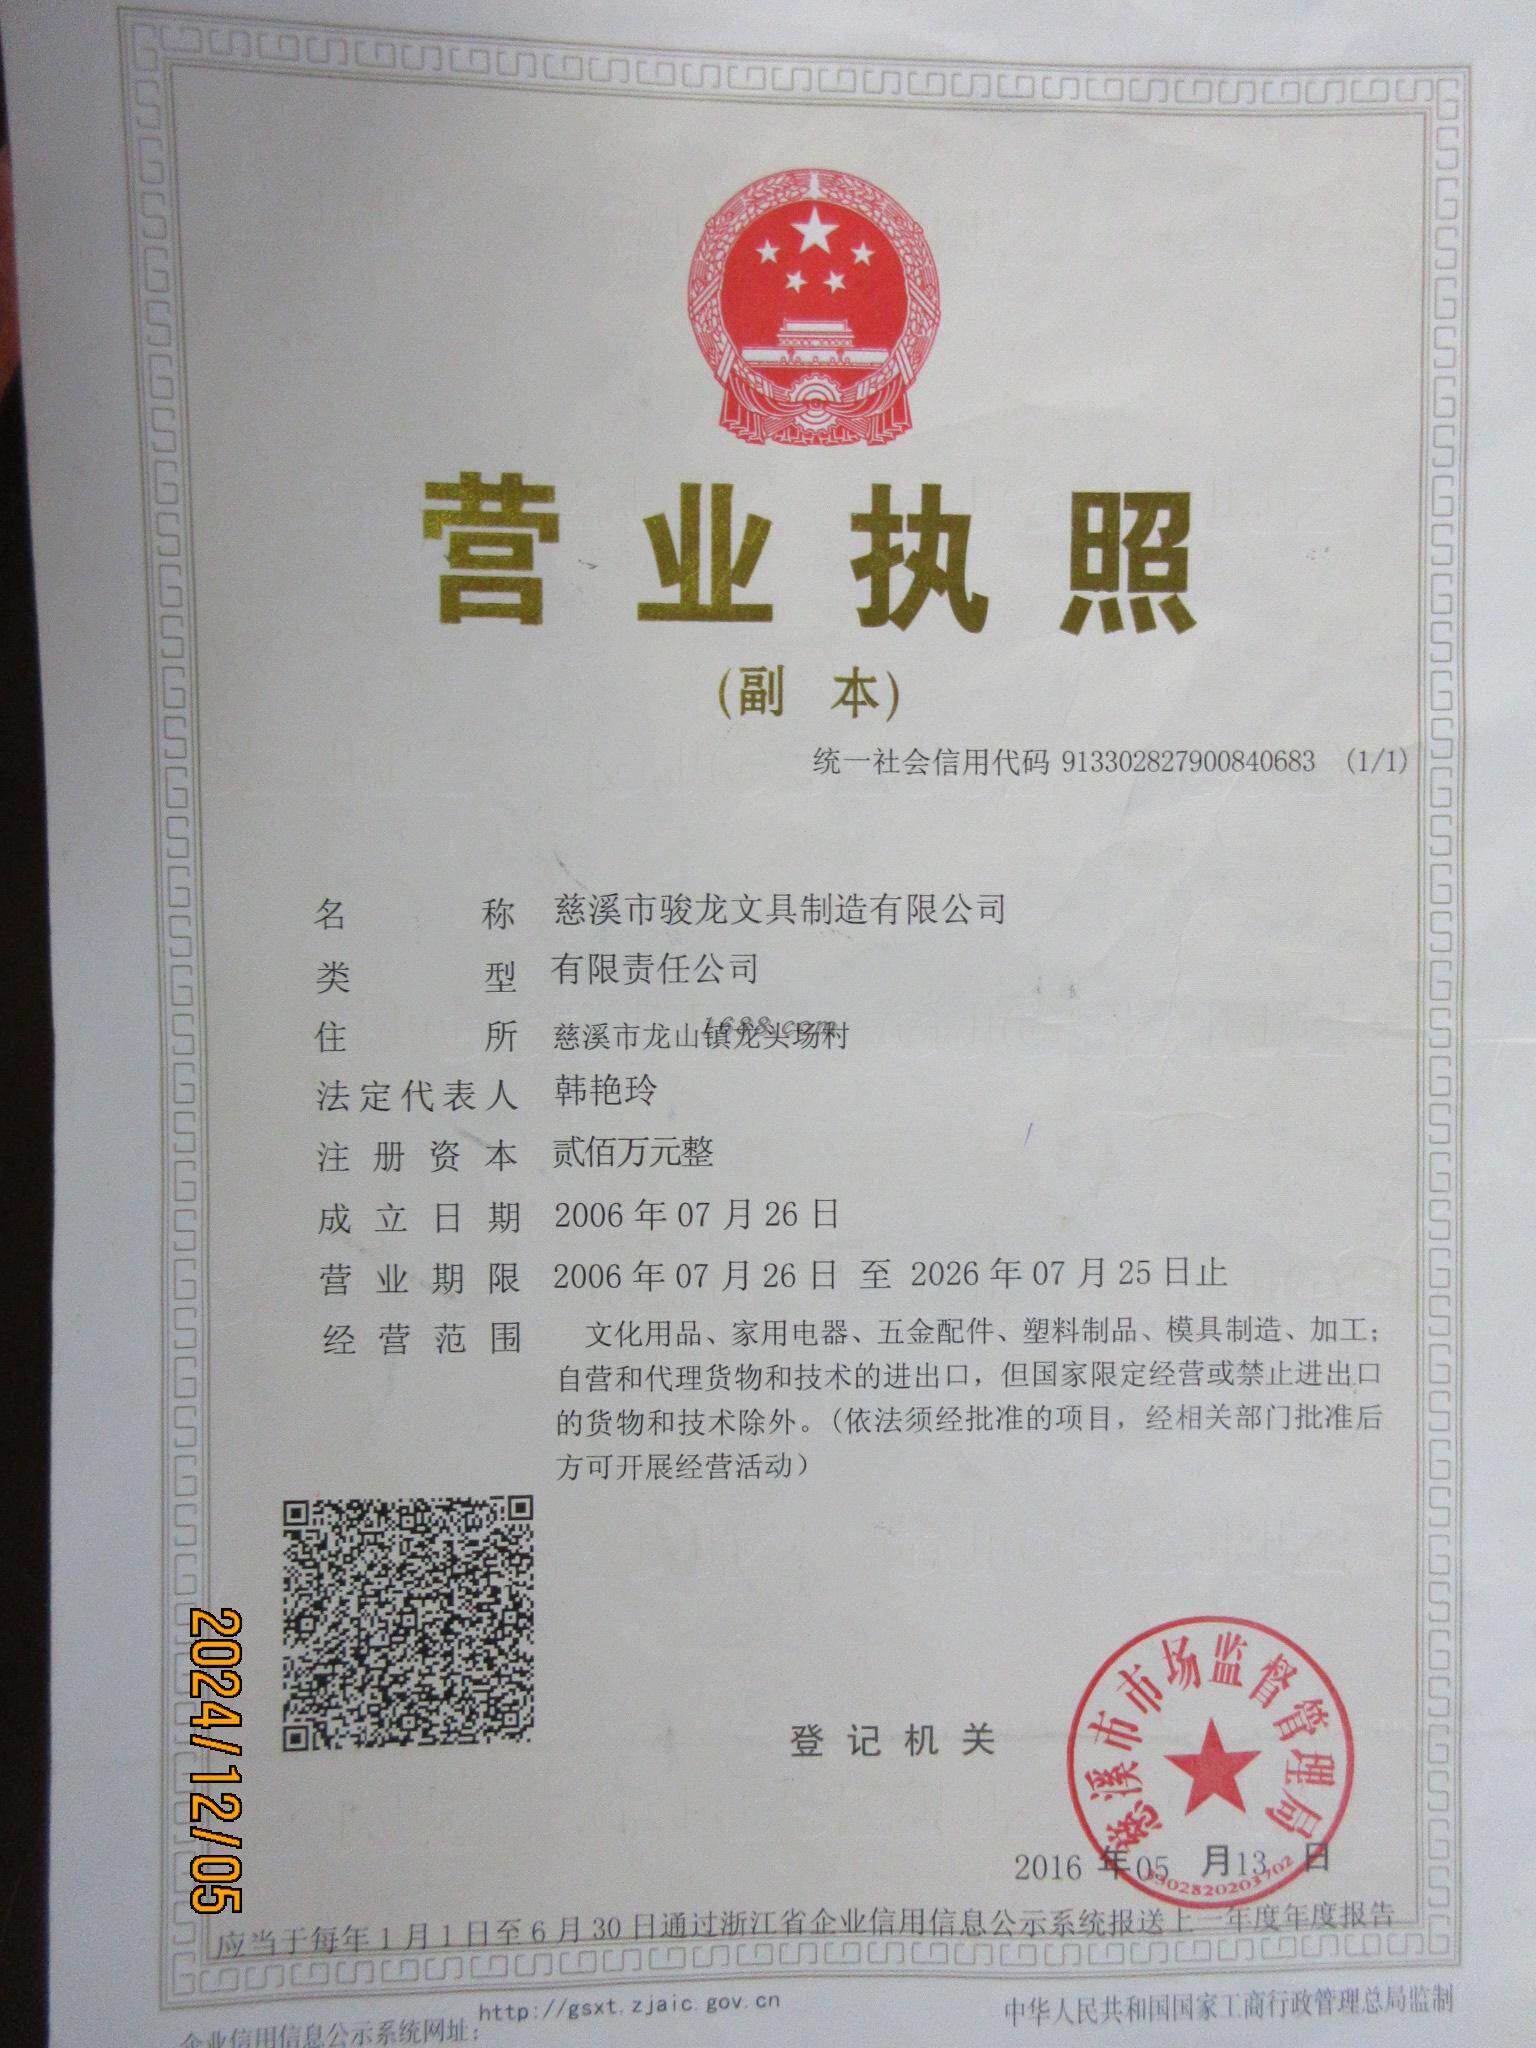 营业执照
(副 本)
统一社会信用代码 913302827900840683 (1/1)
名 称 慈溪市骏龙文具制造有限公司
类 型 有限责任公司
住 所 慈溪市龙山镇龙头场村
1688.com
法定代表人 韩艳玲
注册资本 贰佰万元整
成立日期 2006年07月26日
营业期限 2006年07月26日 至 2026年07月25日止
经营范围 文化用品、家用电器、五金配件、塑料制品、模具制造、加工；
自营和代理货物和技术的进出口，但国家限定经营或禁止进出口
的货物和技术除外。(依法须经批准的项目，经相关部门批准后
方可开展经营活动）
2024/12/05
登记机关
慈溪市市场监督管理局
2016 年05 月13 日
应当于每年1月1日至6月30日通过浙江省企业信用信息公示系统报送上一年度年度报告
企业信用信息公示系统网址: http://gsxt.zjaic.gov.cn
中华人民共和国国家工商行政管理总局监制